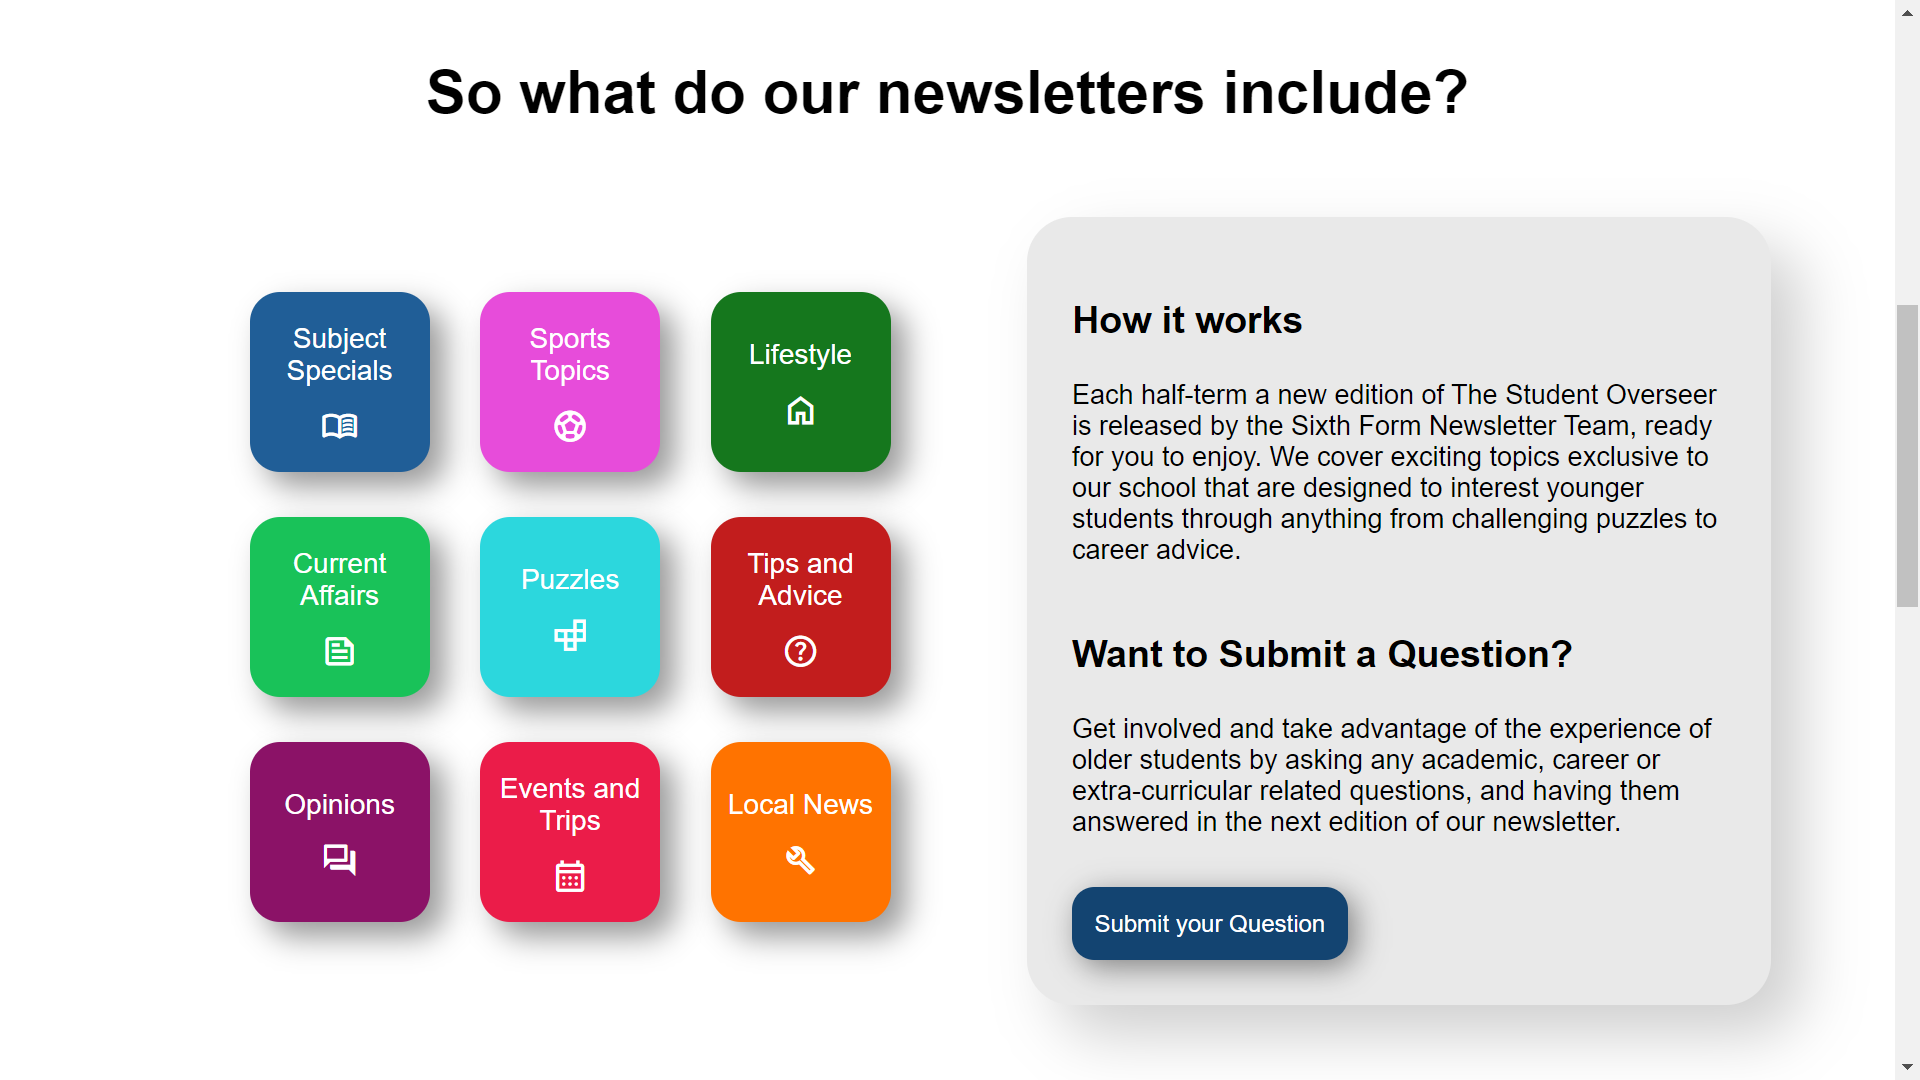 So what do our newsletters include?
Subject
Specials
Sports
Topics
Lifestyle
Current
Affairs
Puzzles
Tips and
Advice
Opinions
Events and
Trips
Local News
How it works
Each half-term a new edition of The Student Overseer
is released by the Sixth Form Newsletter Team, ready
for you to enjoy. We cover exciting topics exclusive to
our school that are designed to interest younger
students through anything from challenging puzzles to
career advice.
Want to Submit a Question?
Get involved and take advantage of the experience of
older students by asking any academic, career or
extra-curricular related questions, and having them
answered in the next edition of our newsletter.
Submit your Question